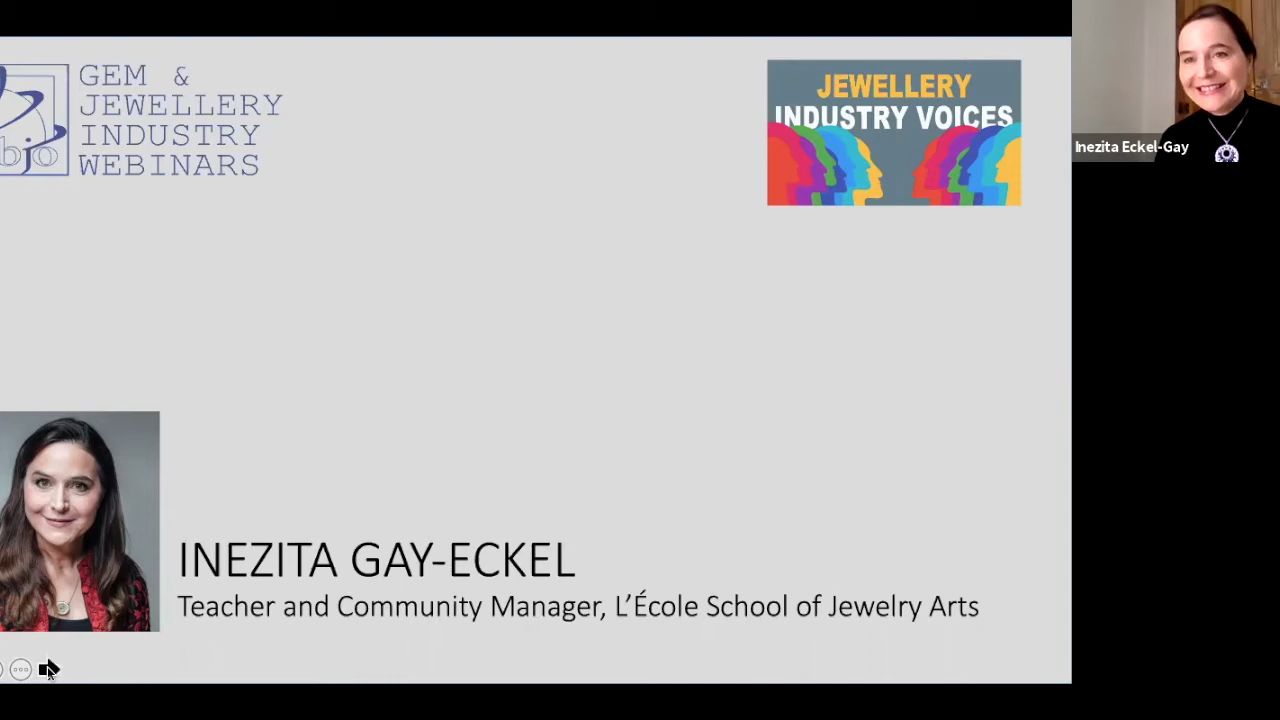 GEM &
JEWELLERY
INDUSTRY
WEBINARS
bjo
JEWELLERY
INDUSTRY VOICES
Inezita Eckel-Gay
INEZITA GAY-ECKEL
Teacher and Community Manager, L'École School of Jewelry Arts